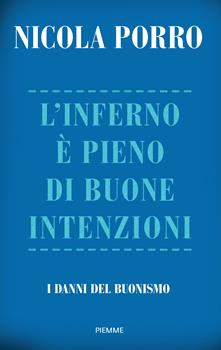 NICOLA PORRO
L’INFERNO
È PIENO
DI BUONE
INTENZIONI
I DANNI DEL BUONISMO
PIEMME